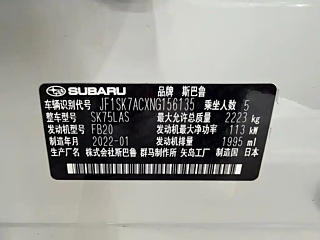 SUBARU 品牌 斯巴鲁
车辆识别代号 JF1SK7ACXNG156135 乘坐人数 5
整车型号 SK75LAS 最大允许总质量 2223 kg
发动机型号 FB20 发动机最大净功率 113 kW
制造年月 2022-01 发动机排量 1995 ml
生产厂名 株式会社斯巴鲁 群马制作所 矢岛工厂 制造国 日本